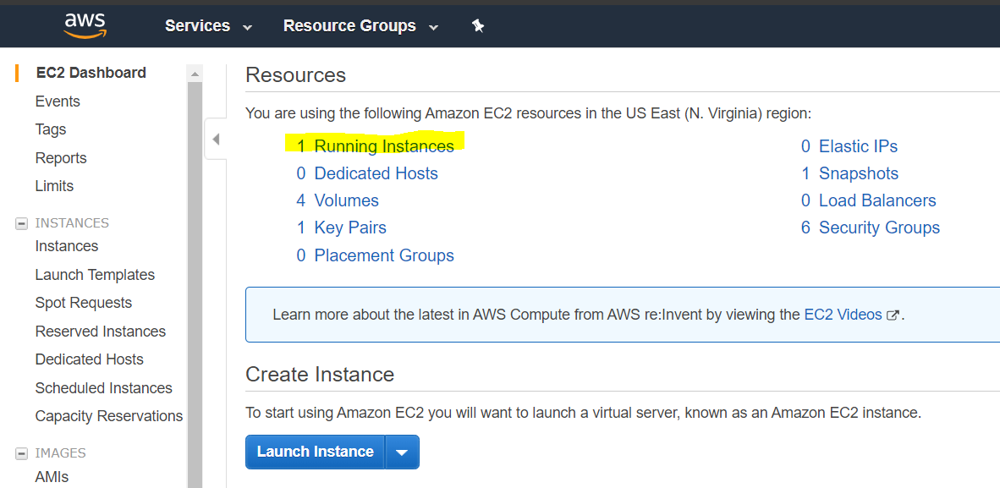 aws
Services
Resource Groups
EC2 Dashboard
Events
Tags
Reports
Limits
INSTANCES
Instances
Launch Templates
Spot Requests
Reserved Instances
Dedicated Hosts
Scheduled Instances
Capacity Reservations
IMAGES
AMIs
Resources
You are using the following Amazon EC2 resources in the US East (N. Virginia) region:
1 Running Instances
0 Dedicated Hosts
4 Volumes
1 Key Pairs
0 Placement Groups
0 Elastic IPs
1 Snapshots
0 Load Balancers
6 Security Groups
Learn more about the latest in AWS Compute from AWS re:Invent by viewing the EC2 Videos .
Create Instance
To start using Amazon EC2 you will want to launch a virtual server, known as an Amazon EC2 instance.
Launch Instance